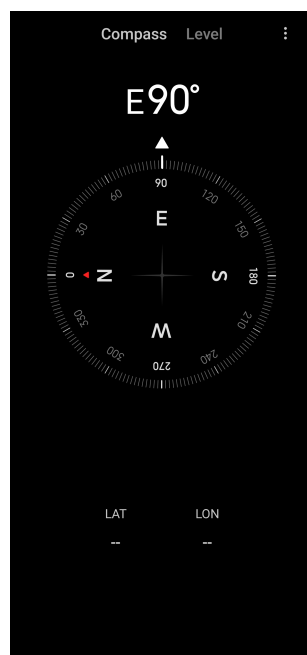 Compass Level
E90°
90
60 120
E
30 150
0 N S 180
330 210
W
300 240
270
LAT LON
-- --